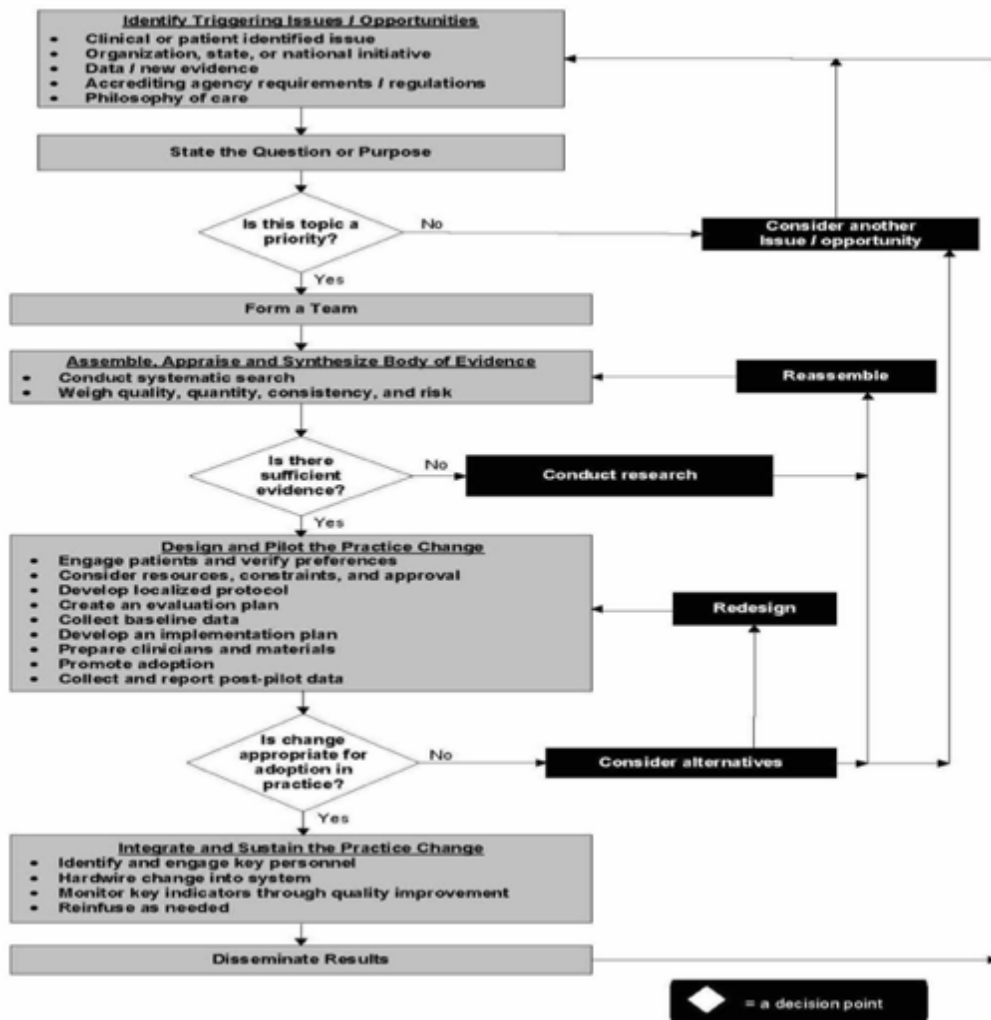 Identify Triggering Issues / Opportunities
• Clinical or patient identified issue
• Organization, state, or national initiative
• Data / new evidence
• Accrediting agency requirements / regulations
• Philosophy of care
State the Question or Purpose
Is this topic a
priority?
No
Consider another
Issue / opportunity
Yes
Form a Team
Assemble, Appraise and Synthesize Body of Evidence
• Conduct systematic search
• Weigh quality, quantity, consistency, and risk
Reassemble
Is there
sufficient
evidence?
No
Conduct research
Yes
Design and Pilot the Practice Change
• Engage patients and verify preferences
• Consider resources, constraints, and approval
• Develop localized protocol
• Create an evaluation plan
• Collect baseline data
• Develop an implementation plan
• Prepare clinicians and materials
• Promote adoption
• Collect and report post-pilot data
Redesign
Is change
appropriate for
adoption in
practice?
No
Consider alternatives
Yes
Integrate and Sustain the Practice Change
• Identify and engage key personnel
• Hardwire change into system
• Monitor key indicators through quality improvement
• Reinfuse as needed
Disseminate Results
= a decision point